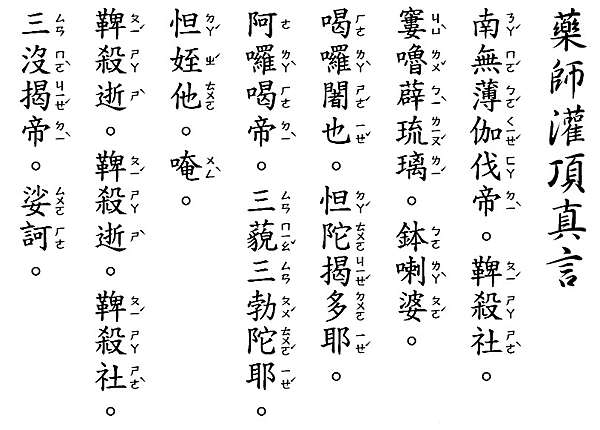 藥師灌頂真言
南無薄伽伐帝。鞞殺社。
窶嚕薜琉璃。鉢喇婆。
喝囉闍也。怛陀揭多耶。
阿囉喝帝。三藐三勃陀耶。
怛姪他。唵。
鞞殺逝。鞞殺逝。鞞殺社。
三沒揭帝。娑訶。